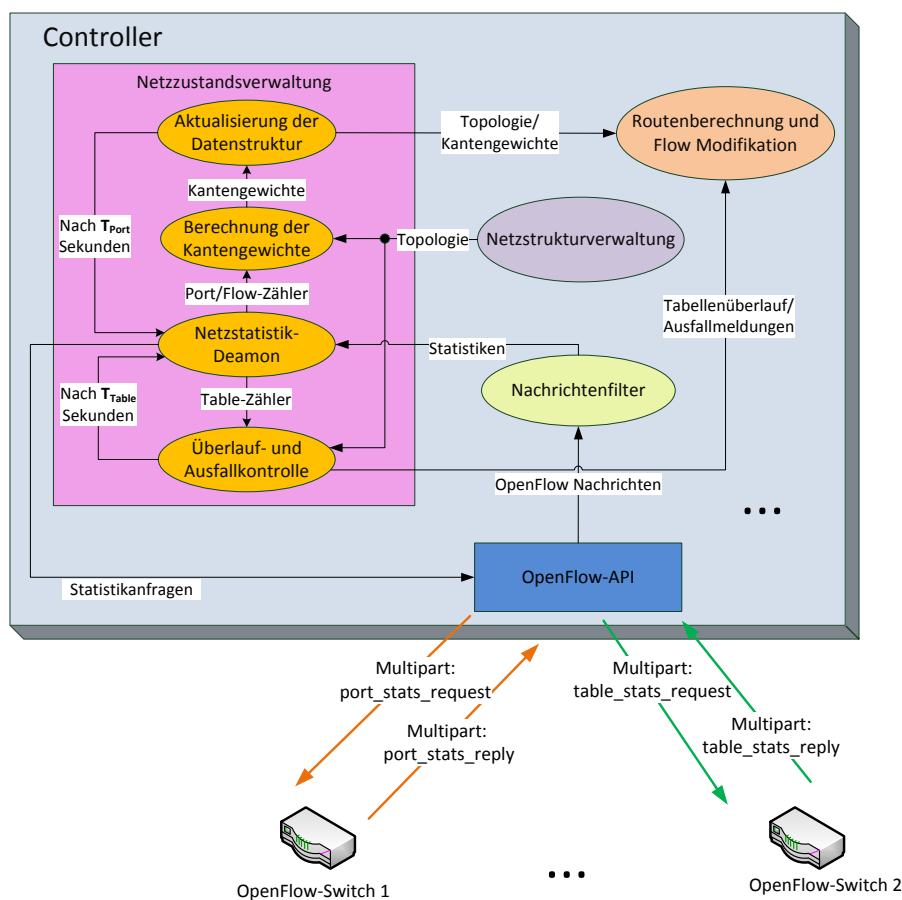 Controller
Netzzustandsverwaltung
Aktualisierung der
Datenstruktur
Topologie/
Kantengewichte
Routenberechnung und
Flow Modifikation
Kantengewichte
Nach T_Port
Sekunden
Berechnung der
Kantengewichte
Topologie
Netzstrukturverwaltung
Port/Flow-Zähler
Tabellenüberlauf/
Ausfallmeldungen
Netzstatistik-
Deamon
Statistiken
Nach T_Table
Sekunden
Table-Zähler
Nachrichtenfilter
Überlauf- und
Ausfallkontrolle
OpenFlow Nachrichten
...
Statistikanfragen
OpenFlow-API
Multipart:
port_stats_request
Multipart:
table_stats_request
Multipart:
port_stats_reply
Multipart:
table_stats_reply
...
OpenFlow-Switch 1
OpenFlow-Switch 2